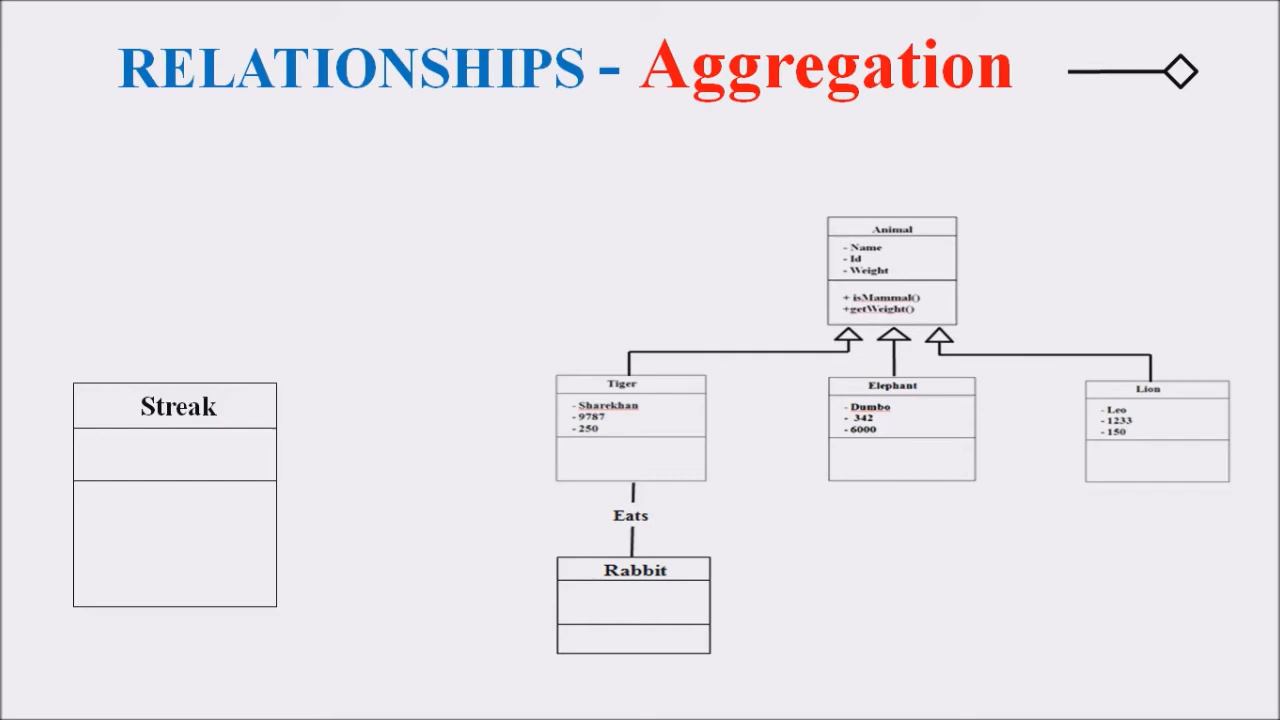 RELATIONSHIPS - Aggregation
Animal
- Name
- Id
- Weight
+ isMammal()
+getWeight()
Tiger
- Sharekhan
- 9787
- 250
Elephant
- Dumbo
- 342
- 6000
Lion
- Leo
- 1233
- 150
Streak
Eats
Rabbit